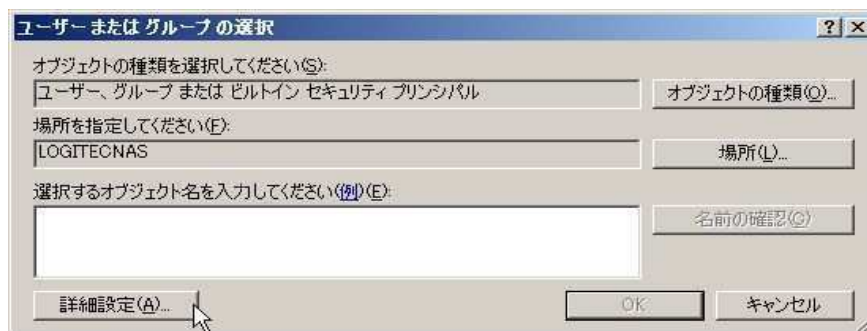 ユーザー または グループ の選択
オブジェクトの種類を選択してください(S):
ユーザー、グループ または ビルトイン セキュリティ プリンシパル
オブジェクトの種類(O)...
場所を指定してください(F):
LOGITECNAS
場所(L)...
選択するオブジェクト名を入力してください(例)(E):
名前の確認(C)
詳細設定(A)...
OK
キャンセル